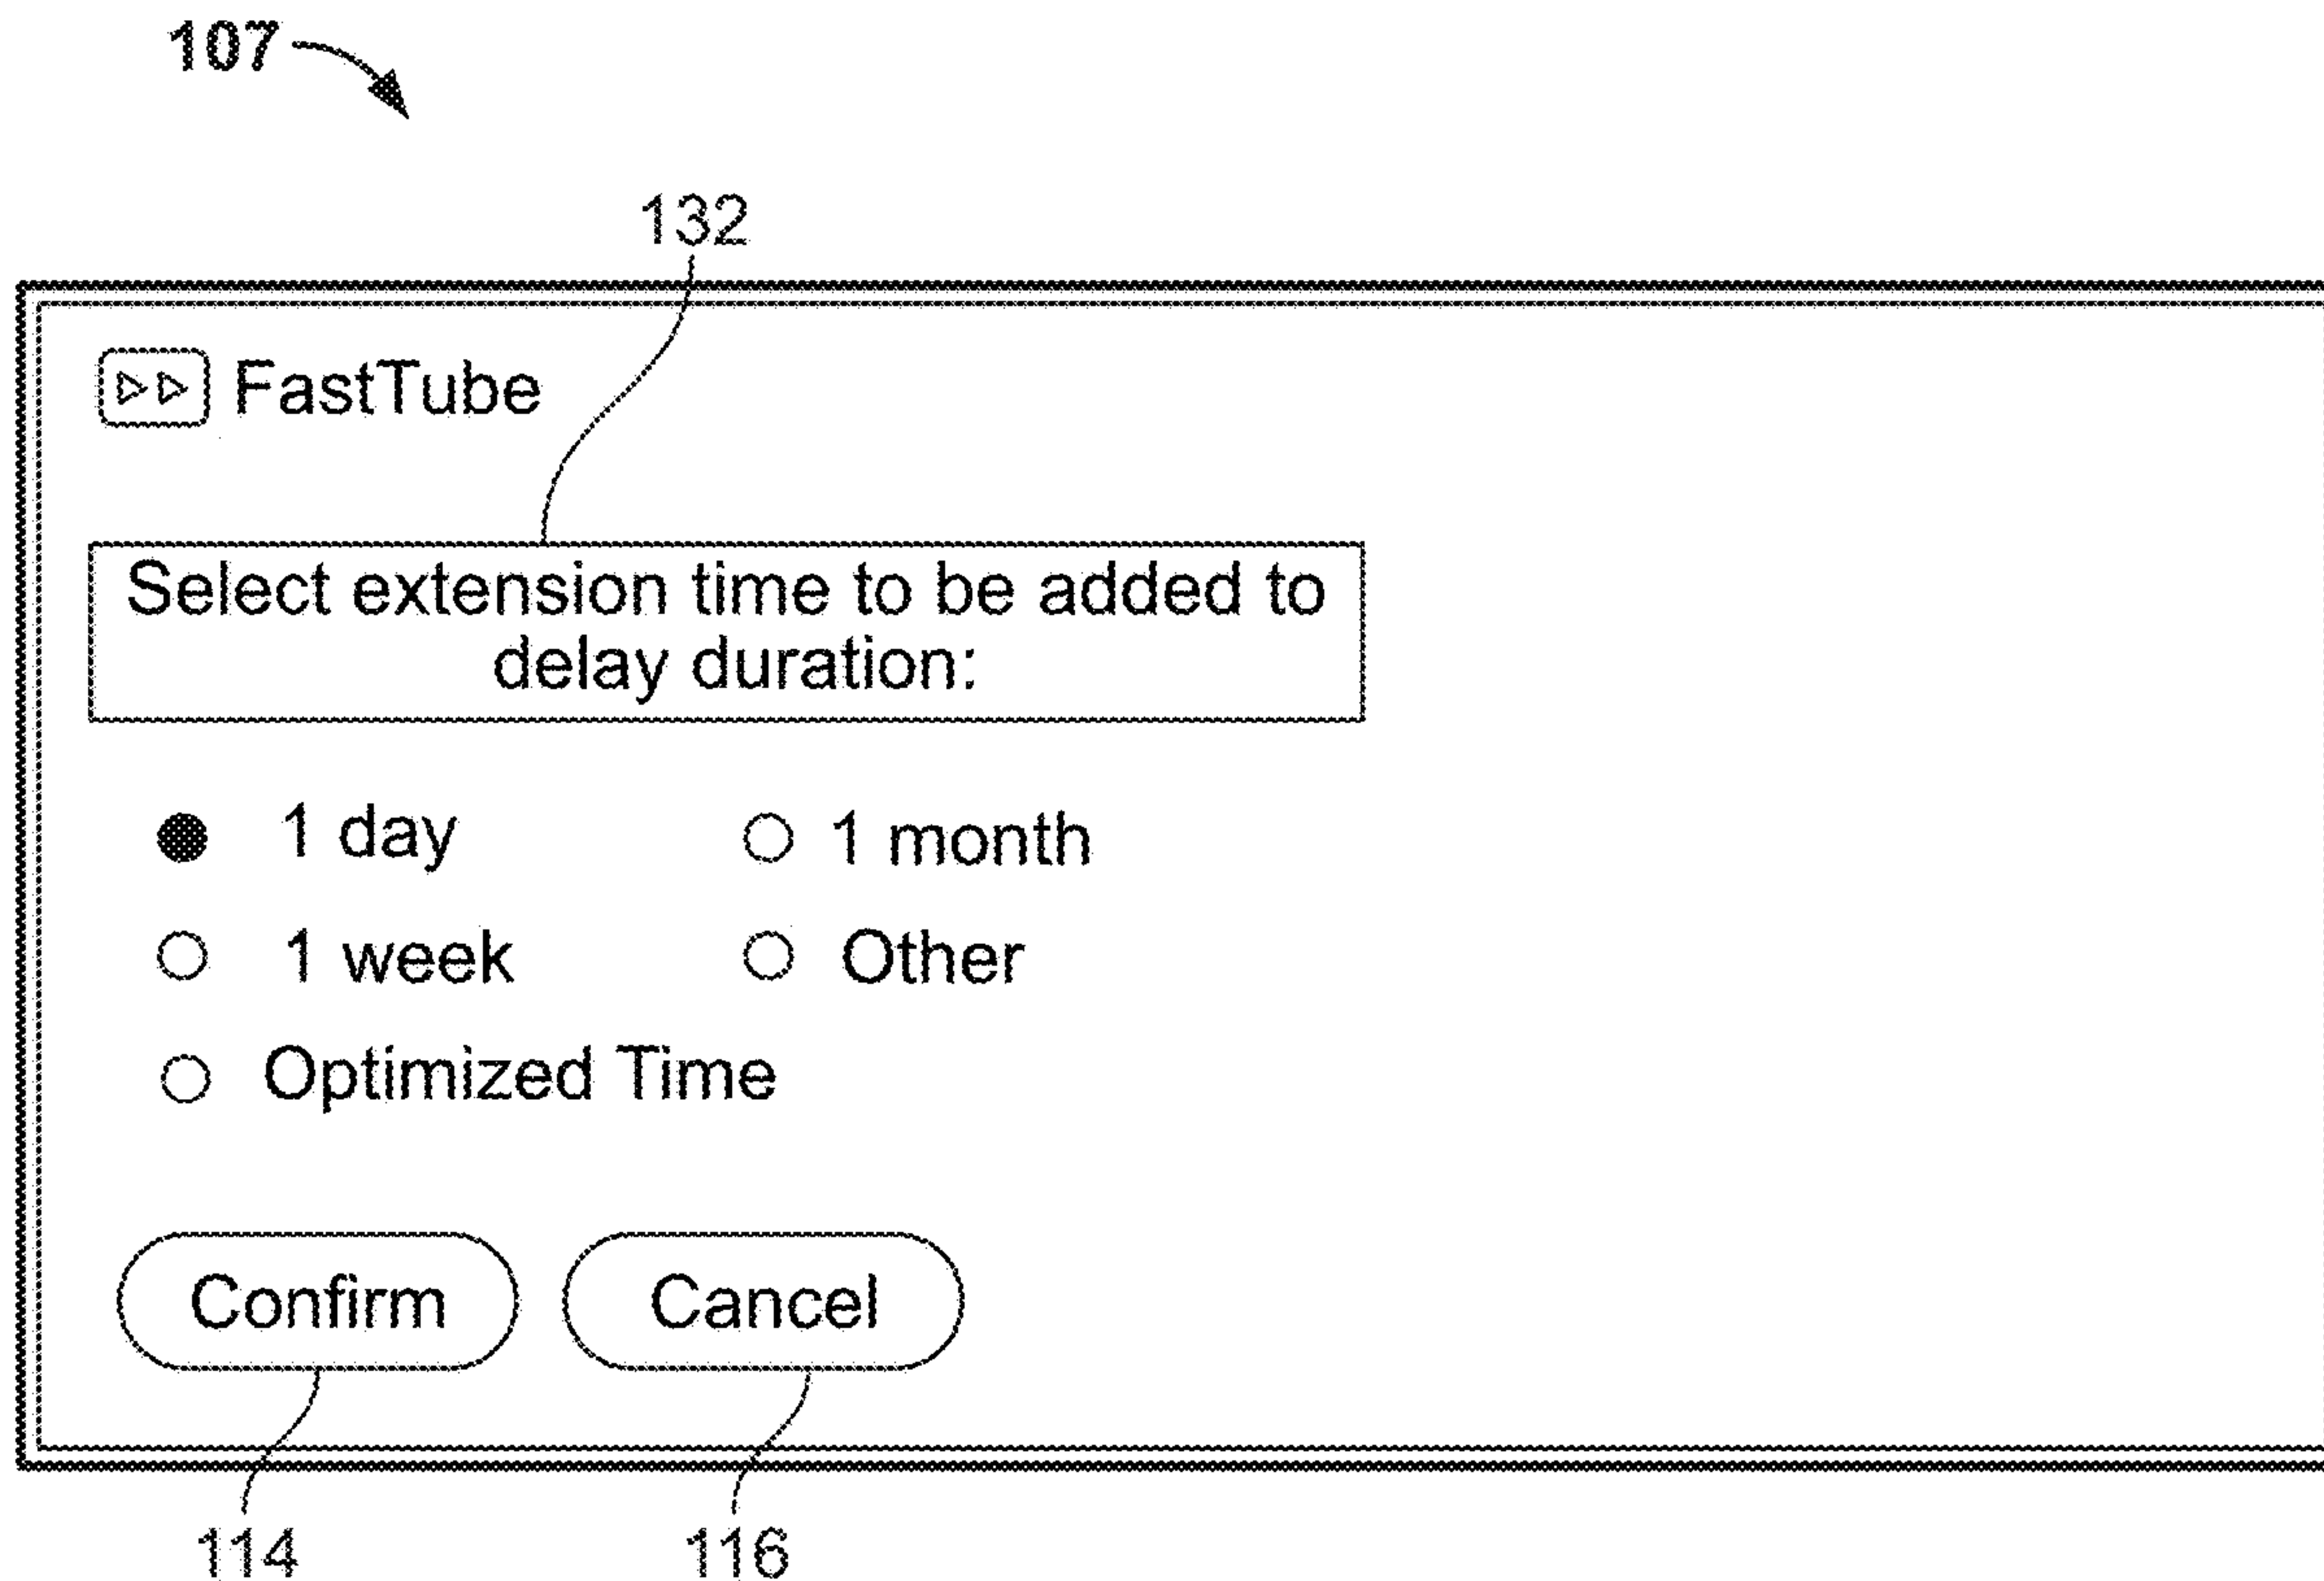 107
132
FastTube
Select extension time to be added to
delay duration:
1 day
1 month
1 week
Other
Optimized Time
Confirm
Cancel
114
116